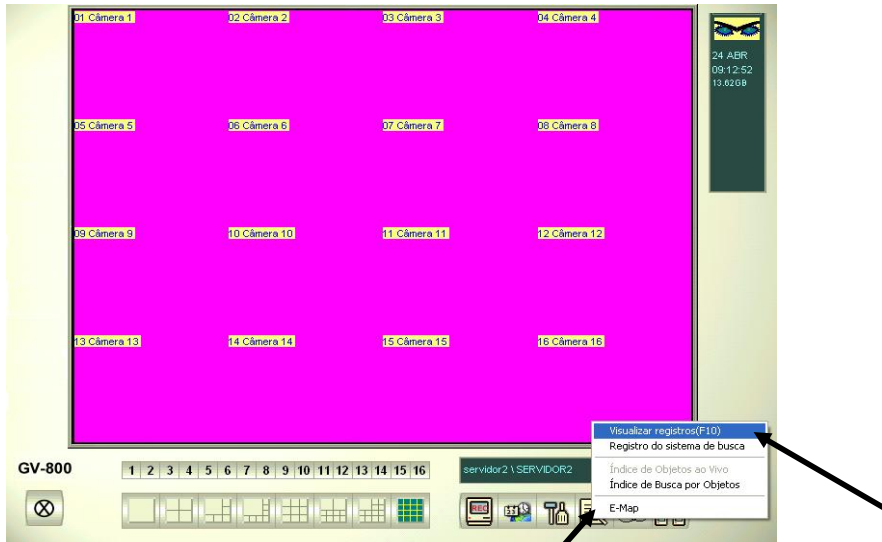 01 Câmera 1
02 Câmera 2
03 Câmera 3
04 Câmera 4
24 ABR
09:12:52
13.62GB
05 Câmera 5
06 Câmera 6
07 Câmera 7
08 Câmera 8
09 Câmera 9
10 Câmera 10
11 Câmera 11
12 Câmera 12
13 Câmera 13
14 Câmera 14
15 Câmera 15
16 Câmera 16
Visualizar registros(F10)
Registro do sistema de busca
Índice de Objetos ao Vivo
Índice de Busca por Objetos
E-Map
GV-800
1 2 3 4 5 6 7 8 9 10 11 12 13 14 15 16
servidor2 \ SERVIDOR2
REC